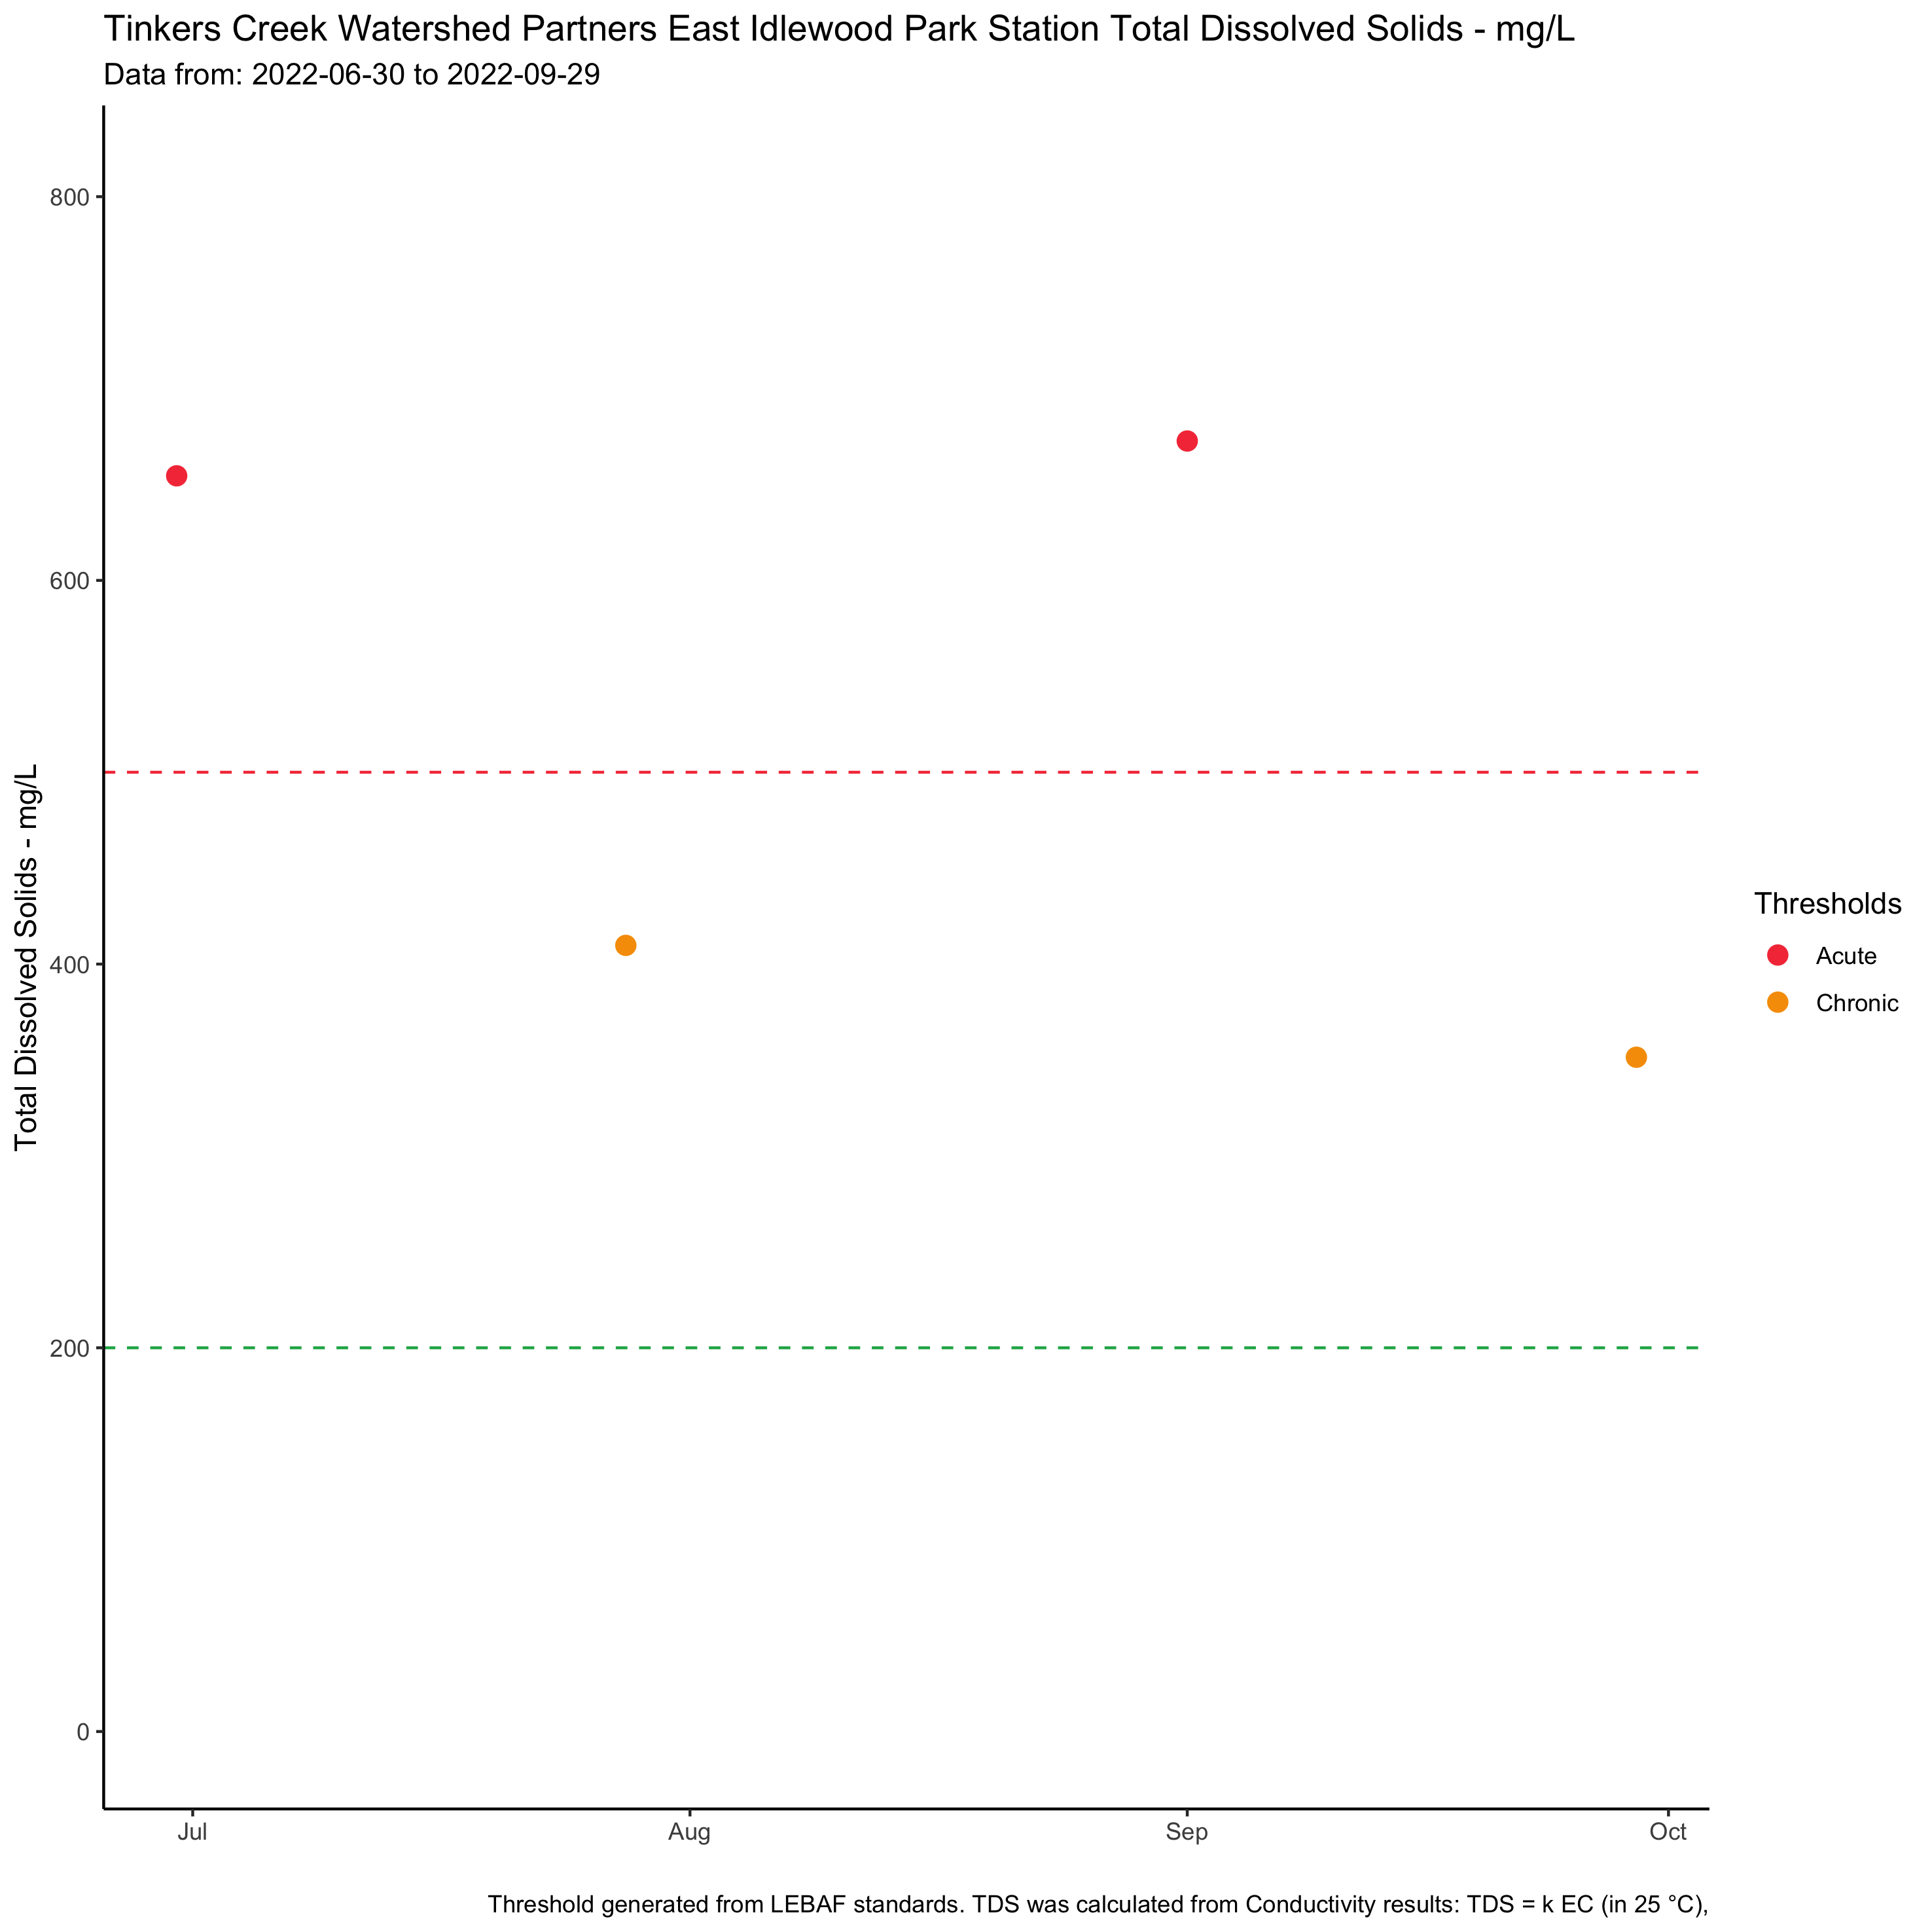 Tinkers Creek Watershed Partners East Idlewood Park Station Total Dissolved Solids - mg/L
Data from: 2022-06-30 to 2022-09-29
Total Dissolved Solids - mg/L
800
600
400
200
0
Jul Aug Sep Oct
Thresholds
Acute
Chronic
Threshold generated from LEBAF standards. TDS was calculated from Conductivity results: TDS = k EC (in 25 °C),